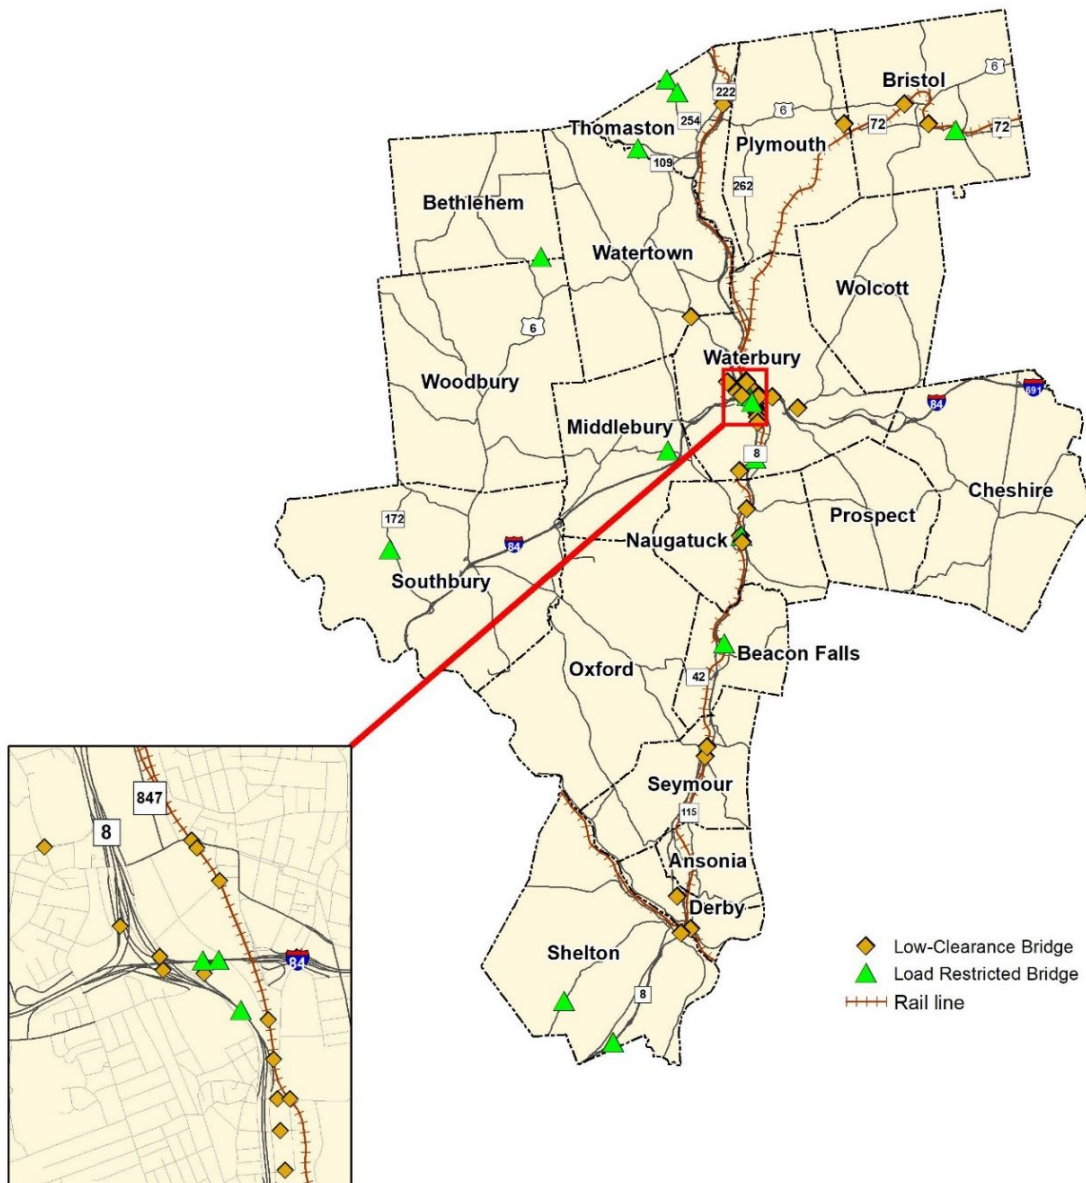 Bristol
6
222
6
254
Thomaston
Plymouth
72
72
109
262
Bethlehem
Watertown
Wolcott
6
Waterbury
Woodbury
691
84
Middlebury
8
Cheshire
172
Prospect
Naugatuck
84
Southbury
Beacon Falls
Oxford
42
Seymour
115
847
8
Ansonia
Derby
Shelton
8
84
Low-Clearance Bridge
Load Restricted Bridge
Rail line